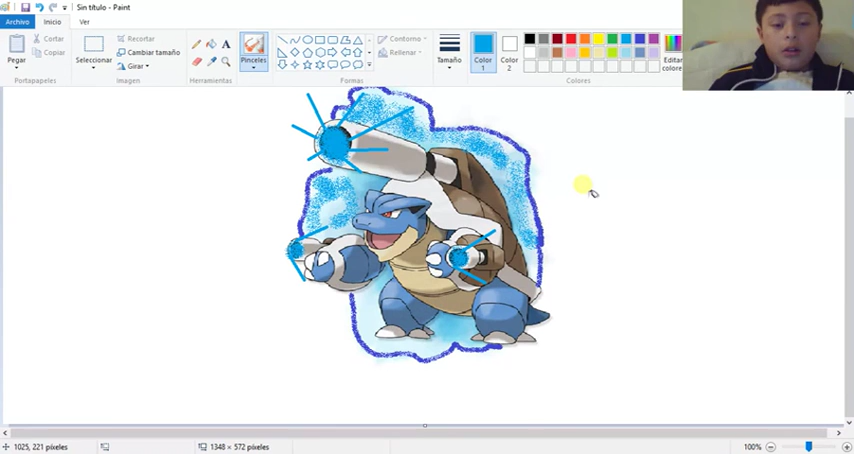 Sin título - Paint
Archivo Inicio Ver
Pegar
Cortar
Copiar
Portapapeles
Seleccionar
Recortar
Cambiar tamaño
Girar
Imagen
A
Herramientas
Pinceles
Contorno
Rellenar
Formas
Tamaño
Color 1
Color 2
Editar colores
Colores
1025, 221 píxeles
1348 × 572 píxeles
100%